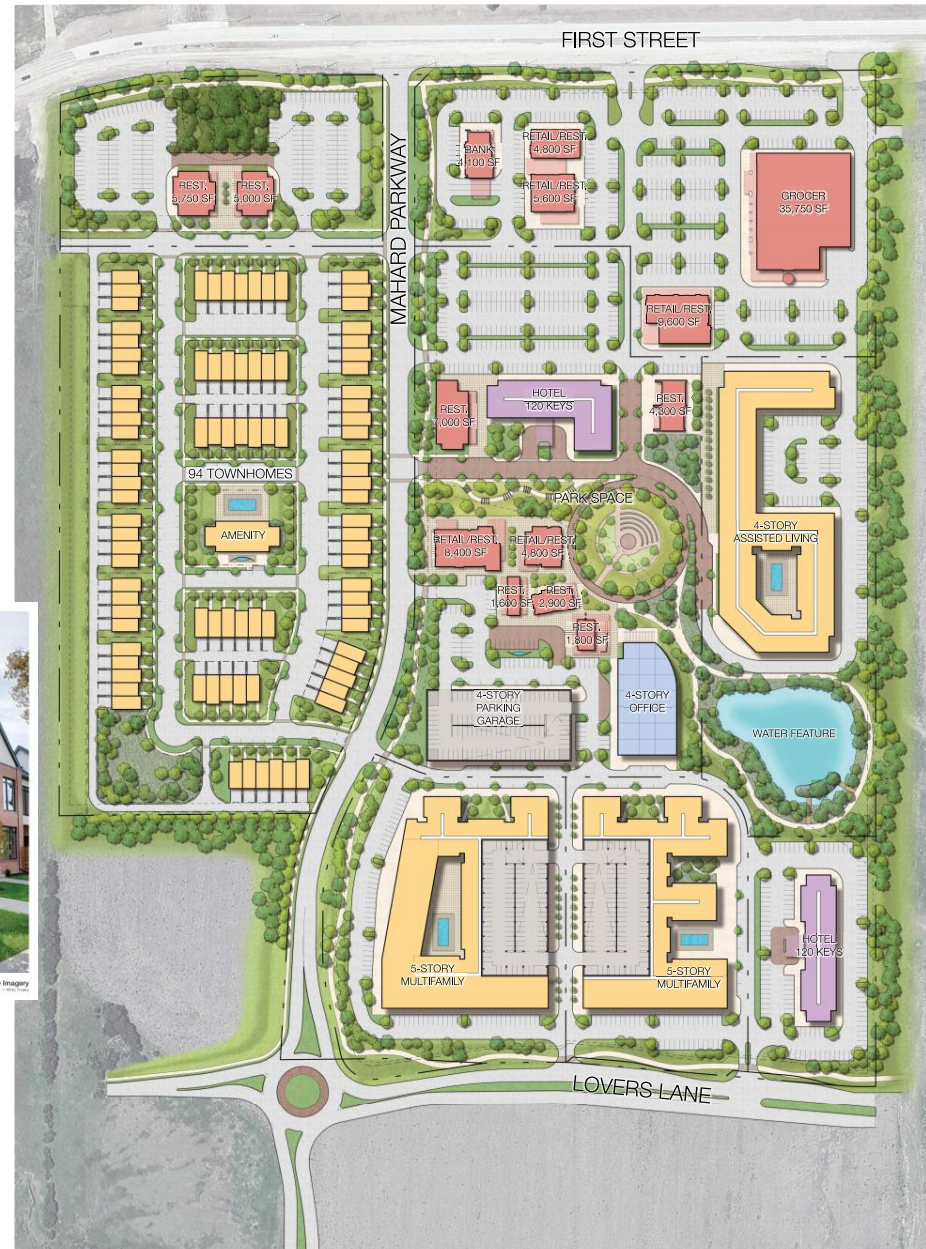 FIRST STREET
MAHARD PARKWAY
BANK
4,100 SF
RETAIL/REST.
4,800 SF
RETAIL/REST.
5,600 SF
REST.
5,750 SF
REST.
5,000 SF
GROCER
35,750 SF
RETAIL/REST.
9,600 SF
HOTEL
120 KEYS
REST.
7,000 SF
REST.
4,800 SF
94 TOWNHOMES
PARK SPACE
AMENITY
RETAIL/REST.
8,400 SF
RETAIL/REST.
4,800 SF
4-STORY
ASSISTED LIVING
REST.
1,600 SF
REST.
2,900 SF
REST.
1,800 SF
4-STORY
PARKING
GARAGE
4-STORY
OFFICE
WATER FEATURE
HOTEL
120 KEYS
5-STORY
MULTIFAMILY
5-STORY
MULTIFAMILY
Imagery
LOVERS LANE